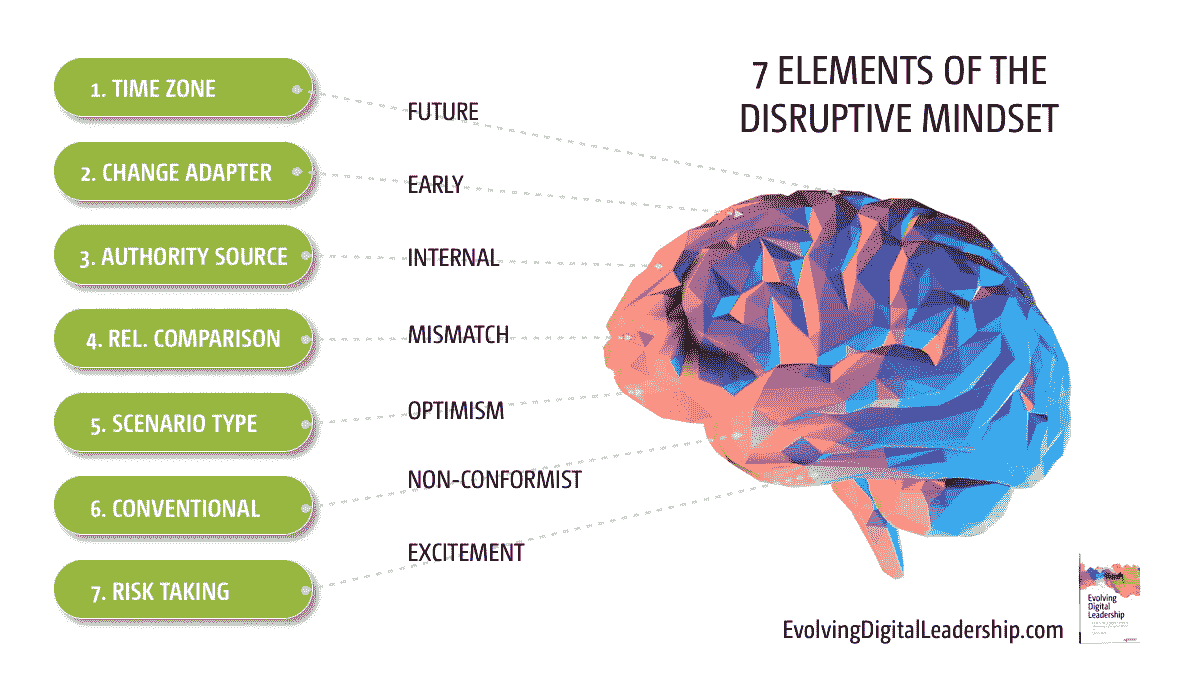 7 ELEMENTS OF THE
DISRUPTIVE MINDSET
1. TIME ZONE
FUTURE
2. CHANGE ADAPTER
EARLY
3. AUTHORITY SOURCE
INTERNAL
4. REL. COMPARISON
MISMATCH
5. SCENARIO TYPE
OPTIMISM
6. CONVENTIONAL
NON-CONFORMIST
7. RISK TAKING
EXCITEMENT
EvolvingDigitalLeadership.com
Evolving
Digital
Leadership